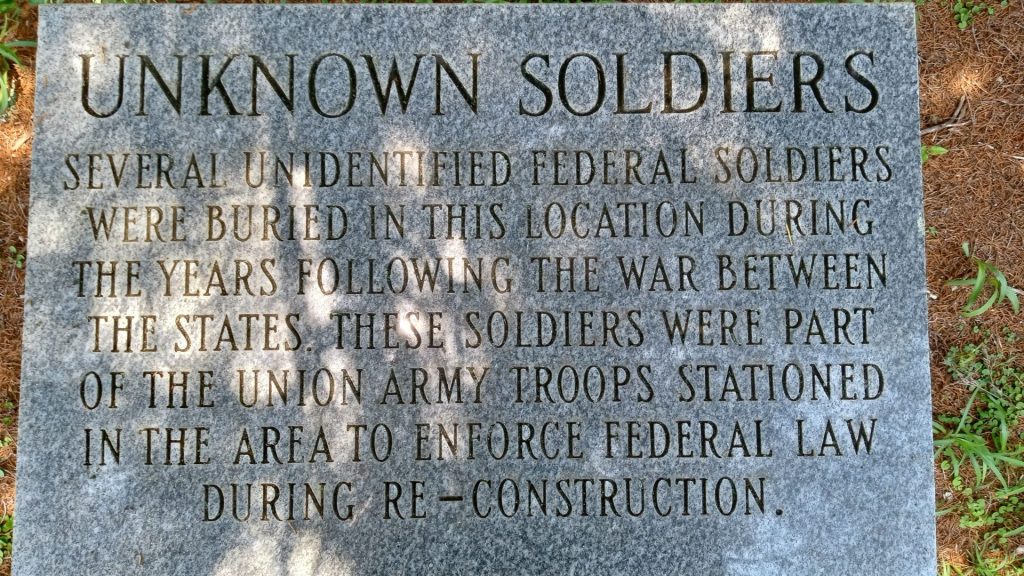 UNKNOWN SOLDIERS
SEVERAL UNIDENTIFIED FEDERAL SOLDIERS
WERE BURIED IN THIS LOCATION DURING
THE YEARS FOLLOWING THE WAR BETWEEN
THE STATES. THESE SOLDIERS WERE PART
OF THE UNION ARMY TROOPS STATIONED
IN THE AREA TO ENFORCE FEDERAL LAW
DURING RE-CONSTRUCTION.